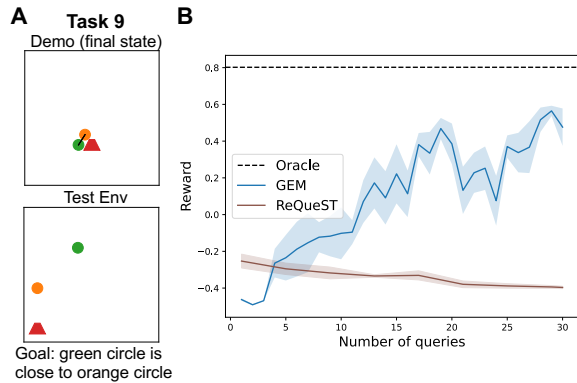 A
Task 9
Demo (final state)
Test Env
Goal: green circle is
close to orange circle
B
Reward
0.8
0.6
0.4
0.2
0.0
−0.2
−0.4
Oracle
GEM
ReQueST
0 5 10 15 20 25 30
Number of queries